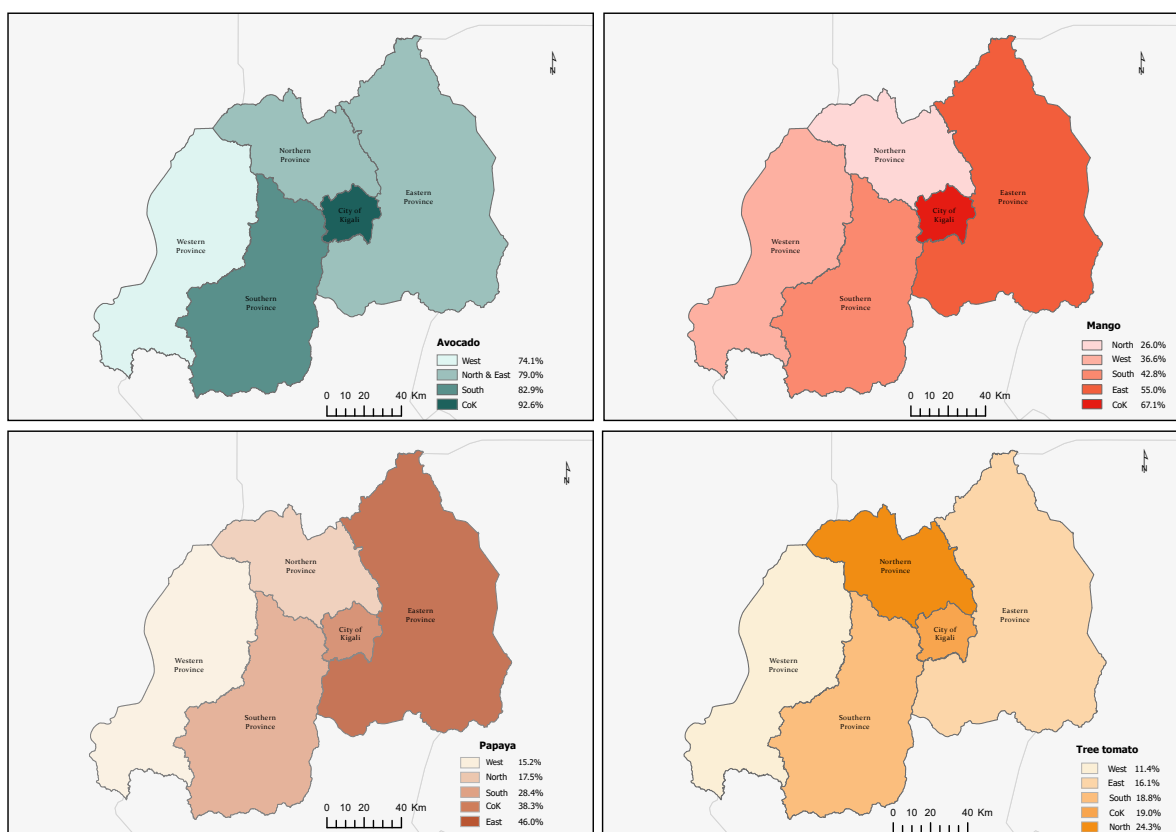 N
Northern
Province
Eastern
Province
City of
Kigali
Western
Province
Southern
Province
Avocado
West 74.1%
North & East 79.0%
South 82.9%
CoK 92.6%
0 10 20 40 Km
N
Northern
Province
Eastern
Province
City of
Kigali
Western
Province
Southern
Province
Mango
North 26.0%
West 36.6%
South 42.8%
East 55.0%
CoK 67.1%
0 10 20 40 Km
N
Northern
Province
Eastern
Province
City of
Kigali
Western
Province
Southern
Province
Papaya
West 15.2%
North 17.5%
South 28.4%
CoK 38.3%
East 46.0%
0 10 20 40 Km
N
Northern
Province
Eastern
Province
City of
Kigali
Western
Province
Southern
Province
Tree tomato
West 11.4%
East 16.1%
South 18.8%
CoK 19.0%
North 24.3%
0 10 20 40 Km